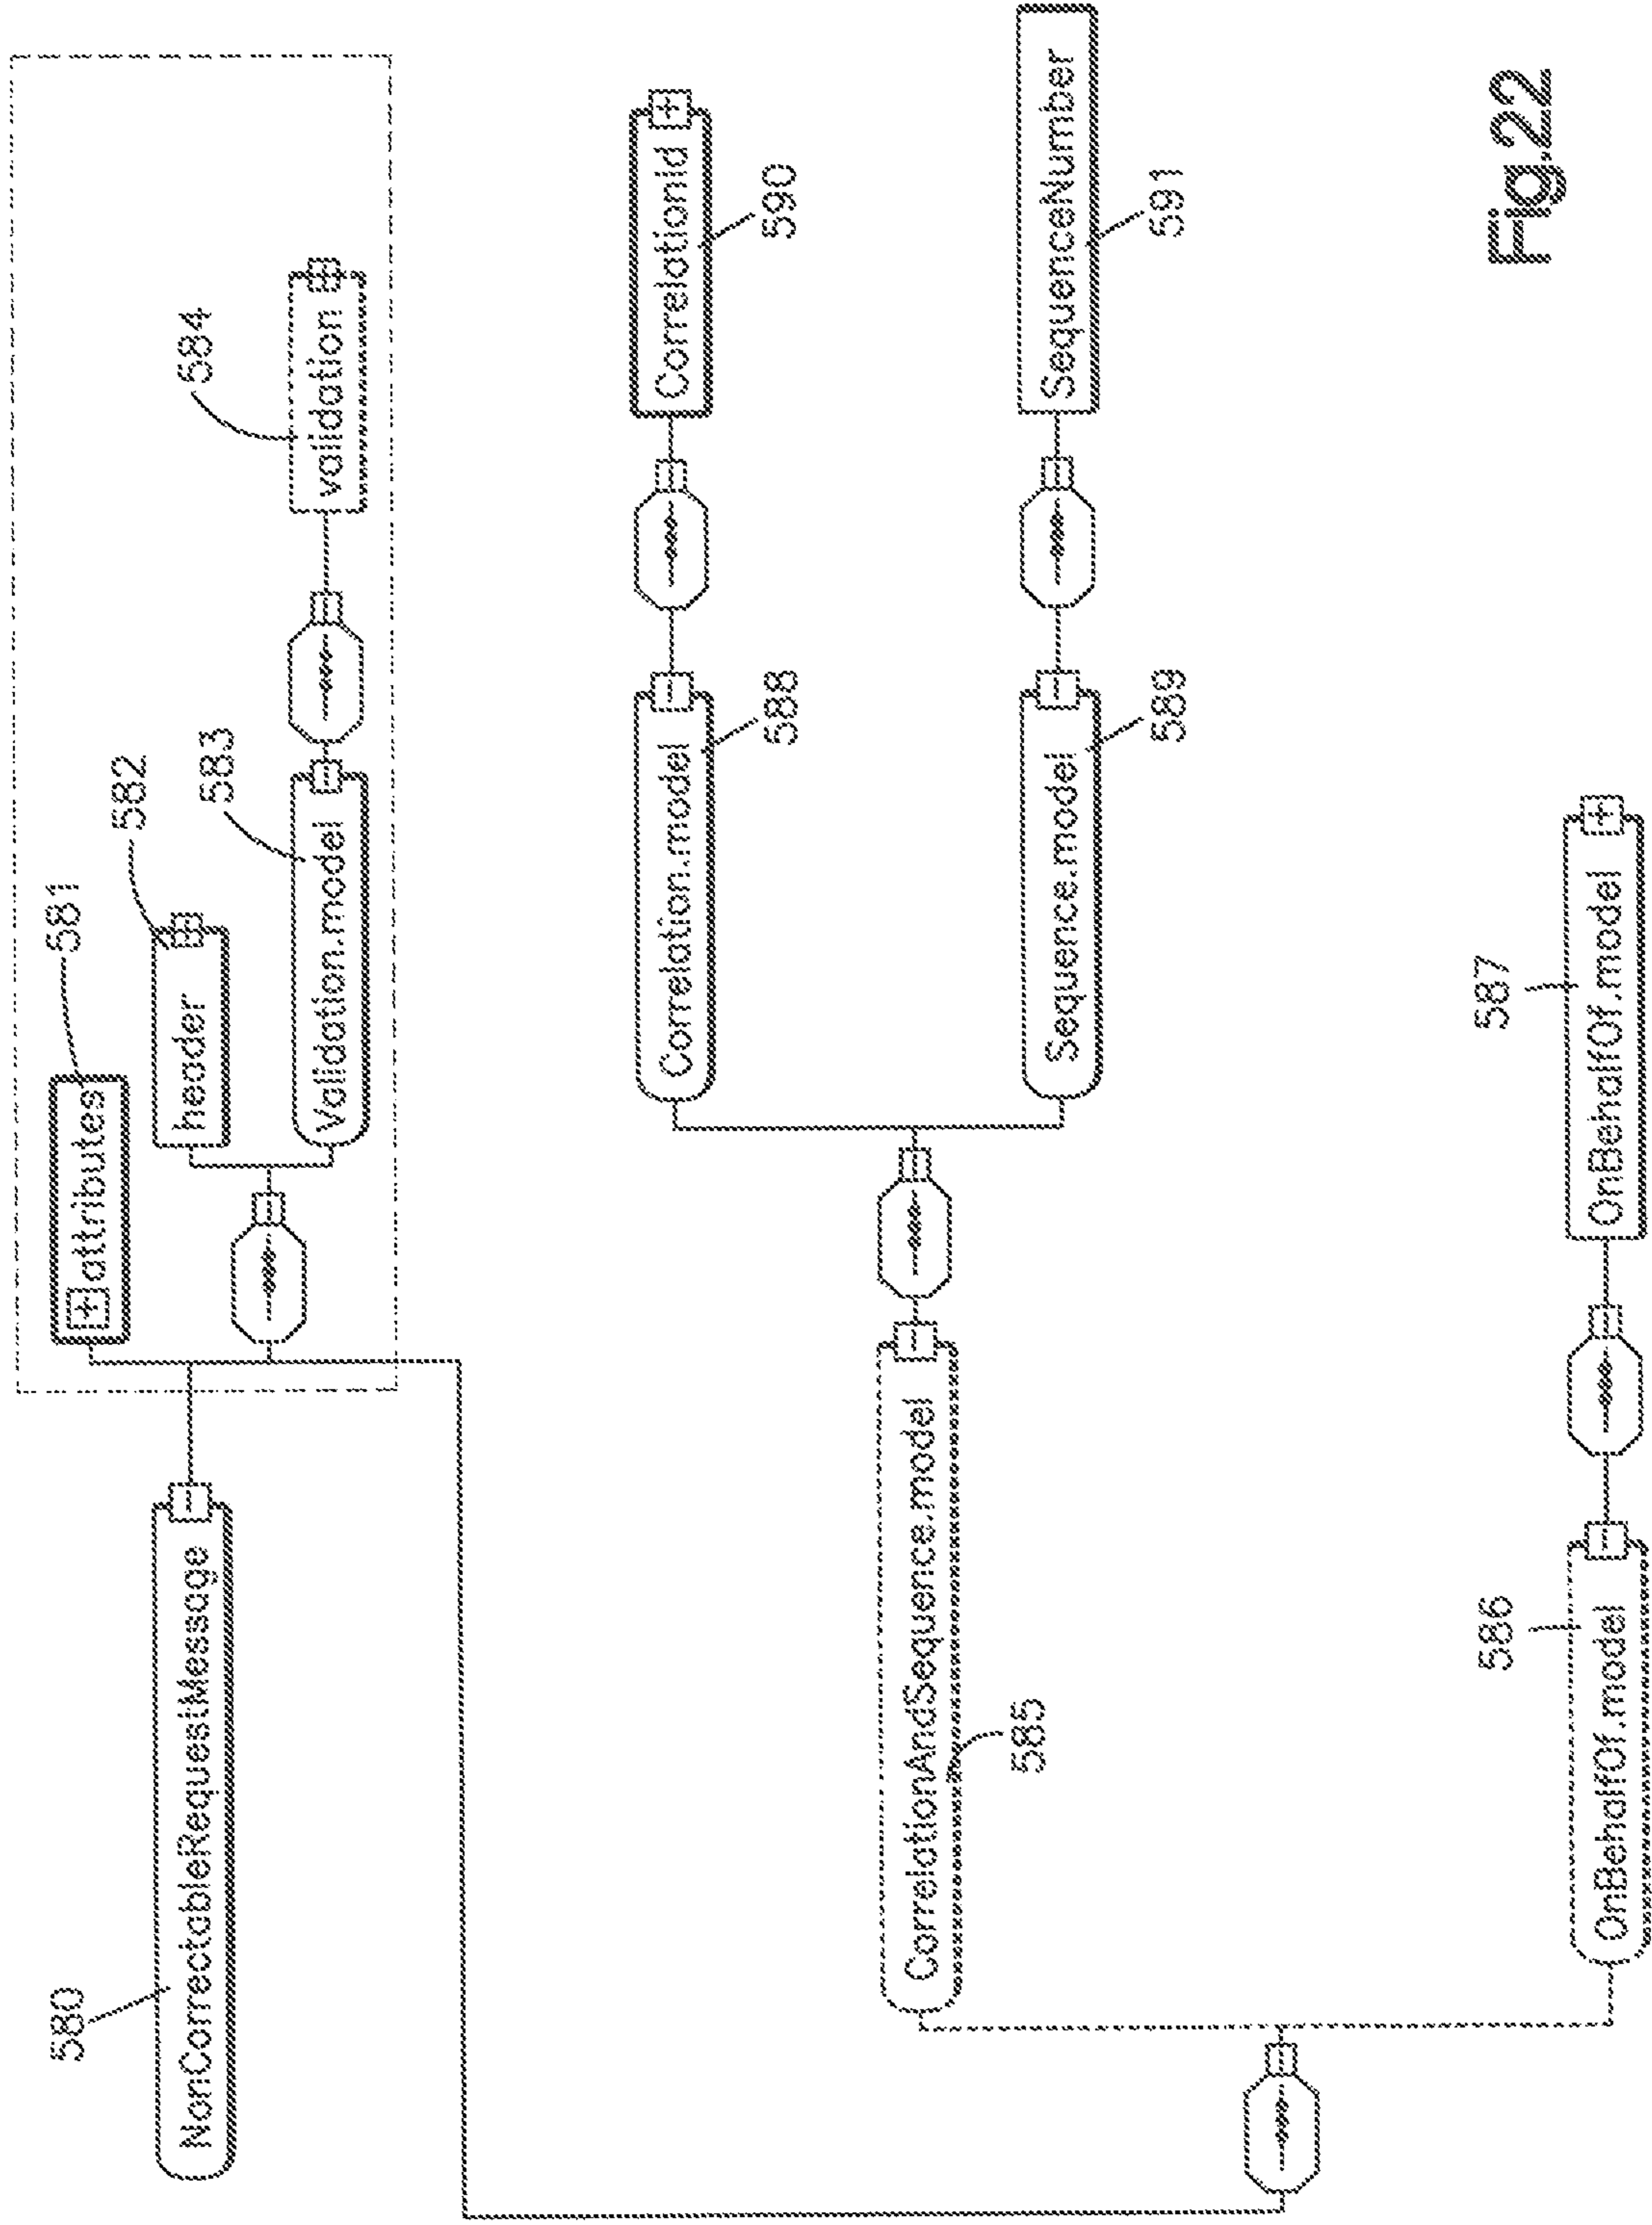 580
NonCorrectableRequestMessage
attributes
581
header
582
Validation.model
583
validation
584
CorrelationAndSequence.model
585
Correlation.model
588
CorrelationId
590
Sequence.model
589
SequenceNumber
591
OnBehalfOf.model
586
OnBehalfOf.model
587
Fig.22